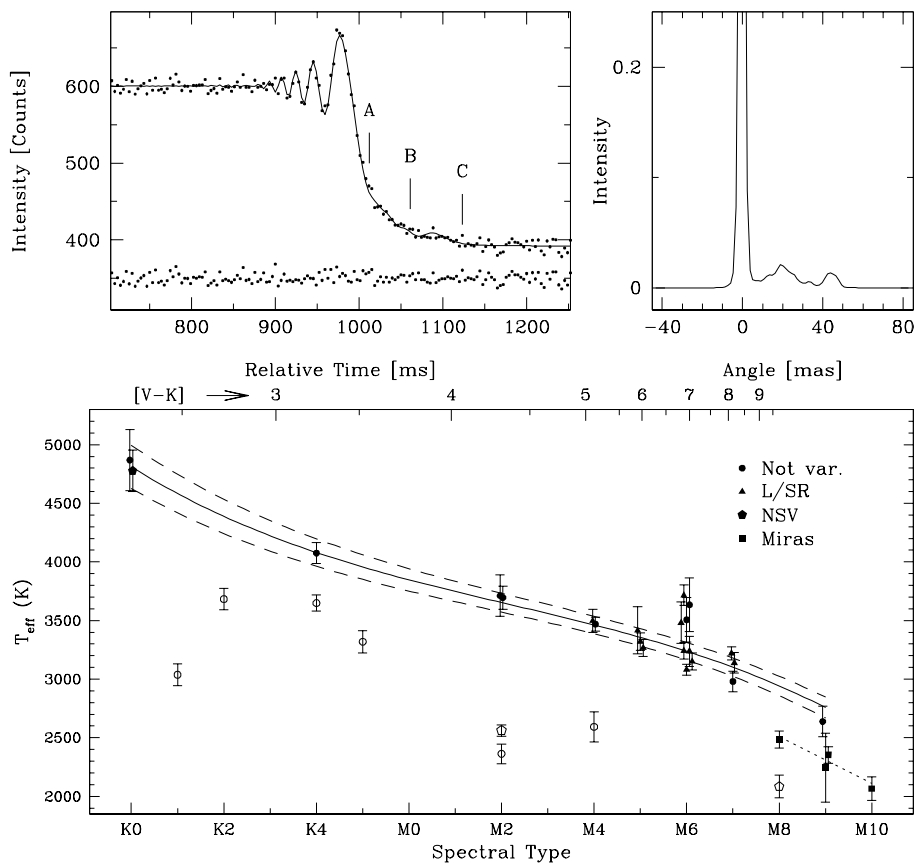 Intensity [Counts]
600
500
400
A
B
C
800
900
1000
1100
1200
Relative Time [ms]
Intensity
0.2
0
-40
0
40
80
Angle [mas]
[V-K]
3
4
5
6
7
8
9
T_eff (K)
5000
4500
4000
3500
3000
2500
2000
Not var.
L/SR
NSV
Miras
K0
K2
K4
M0
M2
M4
M6
M8
M10
Spectral Type